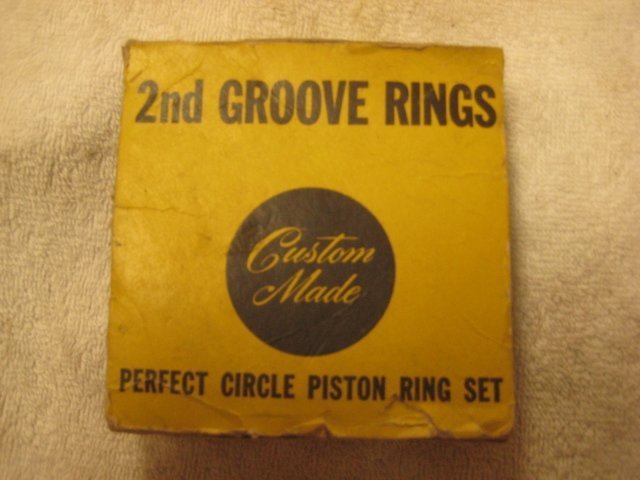 2nd GROOVE RINGS
Custom
Made
PERFECT CIRCLE PISTON RING SET